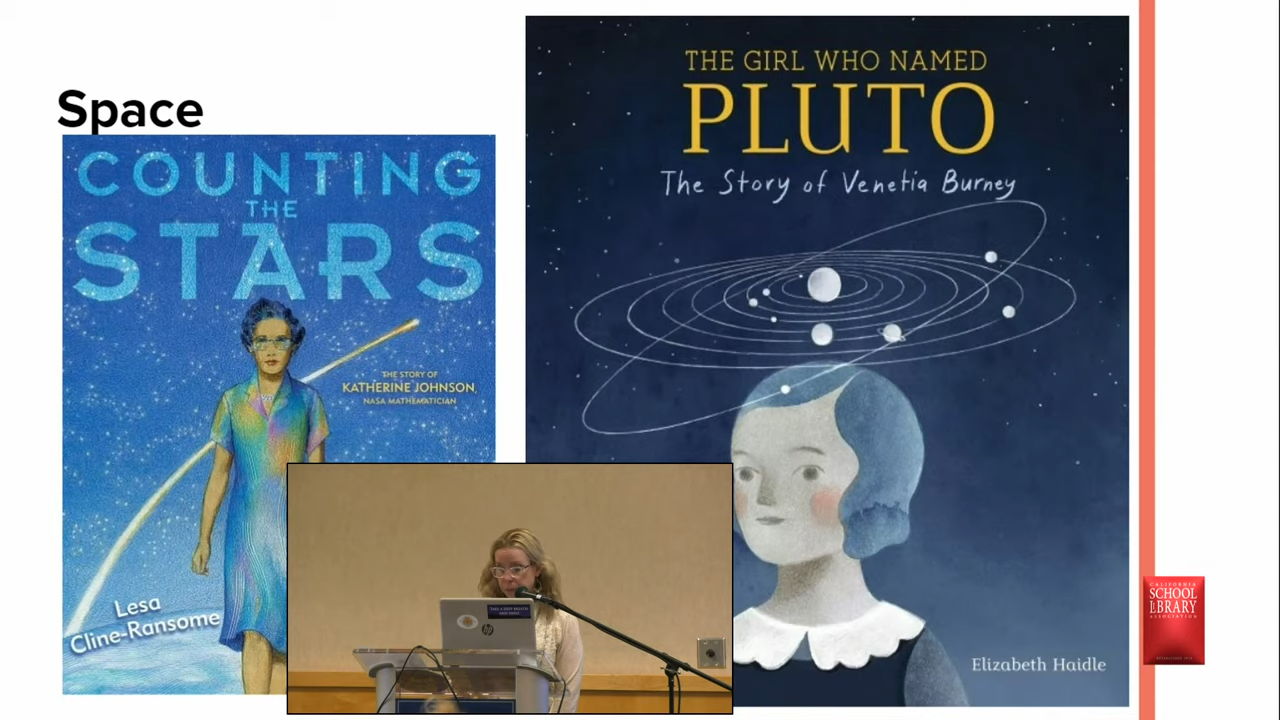 Space
COUNTING
THE
STARS
THE STORY OF
KATHERINE JOHNSON,
NASA MATHEMATICIAN
Lesa
Cline-Ransome
THE GIRL WHO NAMED
PLUTO
The Story of Venetia Burney
Elizabeth Haidle
hp
CALIFORNIA
SCHOOL
LIBRARY
ASSOCIATION